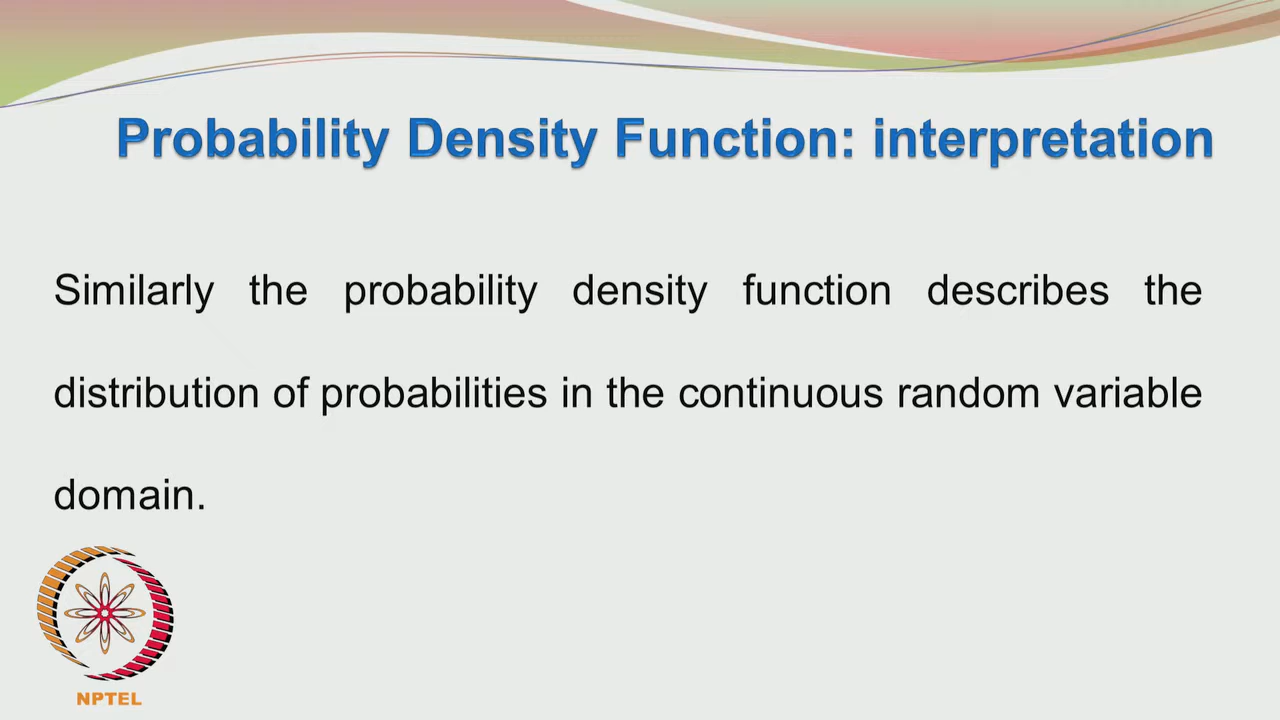 Probability Density Function: interpretation
Similarly the probability density function describes the
distribution of probabilities in the continuous random variable
domain.
NPTEL